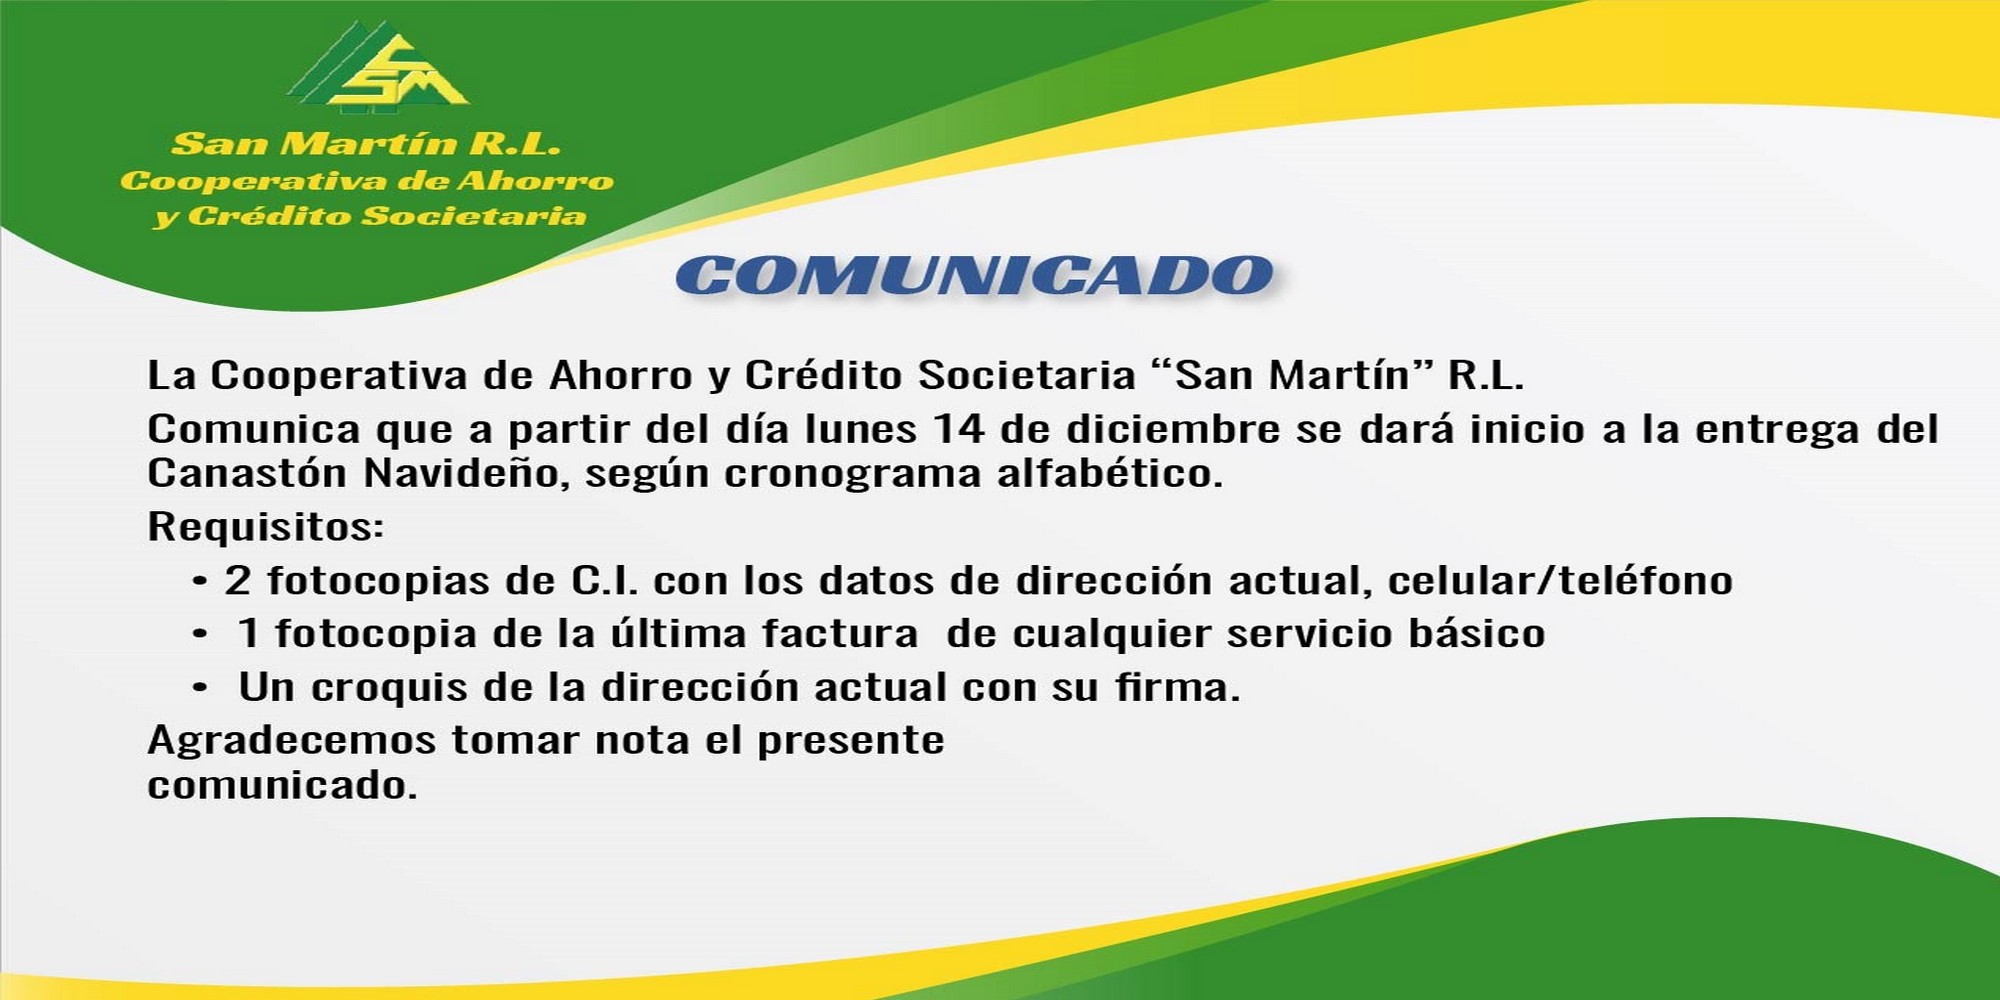 CSM
San Martín R.L.
Cooperativa de Ahorro
y Crédito Societaria
COMUNICADO
La Cooperativa de Ahorro y Crédito Societaria “San Martín” R.L.
Comunica que a partir del día lunes 14 de diciembre se dará inicio a la entrega del
Canastón Navideño, según cronograma alfabético.
Requisitos:
• 2 fotocopias de C.I. con los datos de dirección actual, celular/teléfono
• 1 fotocopia de la última factura de cualquier servicio básico
• Un croquis de la dirección actual con su firma.
Agradecemos tomar nota el presente
comunicado.